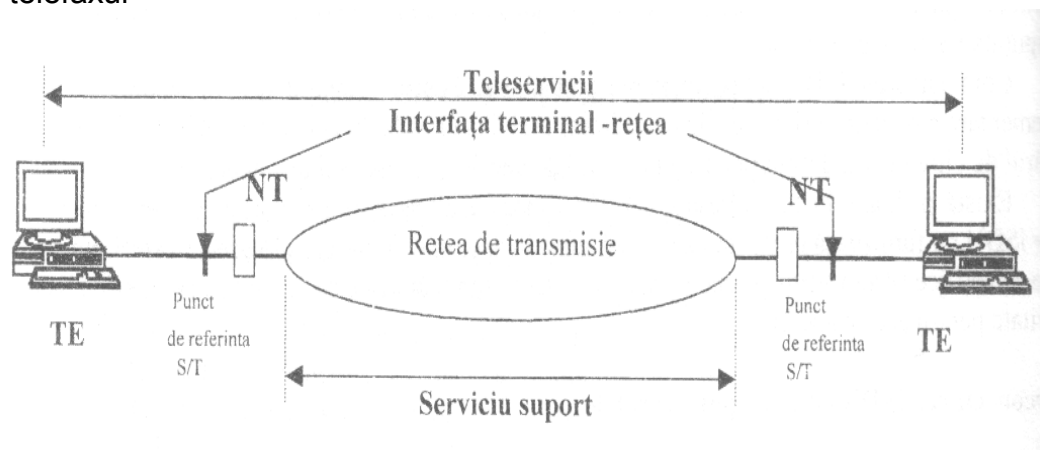 telefaxul
Teleservicii
Interfața terminal -rețea
NT
NT
Retea de transmisie
Punct
de referinta
S/T
Punct
de referinta
S/T
TE
TE
Serviciu suport